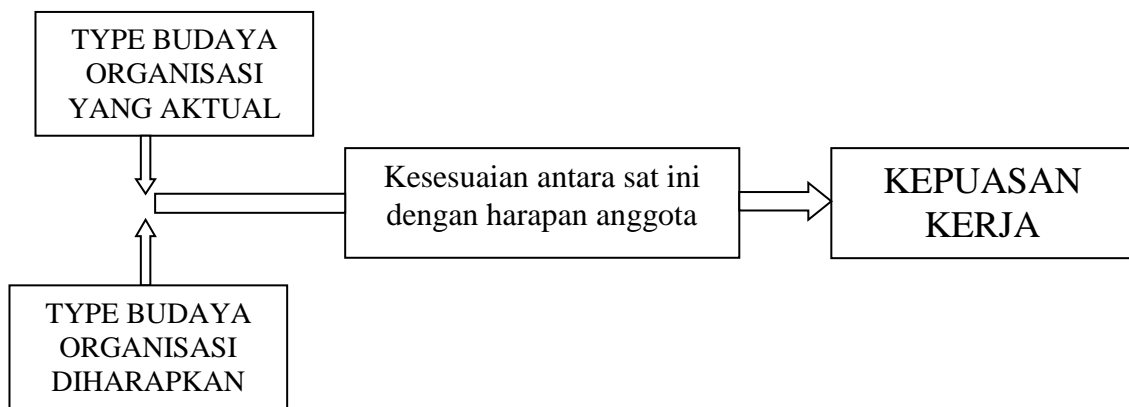 TYPE BUDAYA
ORGANISASI
YANG AKTUAL
Kesesuaian antara sat ini
dengan harapan anggota
KEPUASAN
KERJA
TYPE BUDAYA
ORGANISASI
DIHARAPKAN